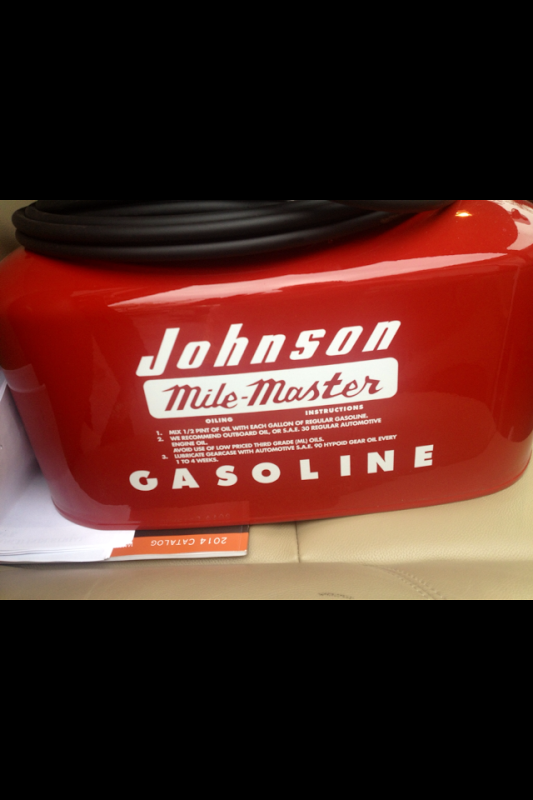 Johnson
Mile-Master
OILING INSTRUCTIONS
1. MIX 1/2 PINT OF OIL WITH EACH GALLON OF REGULAR GASOLINE.
2. WE RECOMMEND OUTBOARD OIL, OR S.A.E. 30 REGULAR AUTOMOTIVE
ENGINE OIL.
AVOID USE OF LOW PRICED THIRD GRADE (ML) OILS.
3. LUBRICATE GEARCASE WITH AUTOMOTIVE S.A.E. 90 HYPOID GEAR OIL EVERY
1 TO 4 WEEKS.
GASOLINE
2014 CATALOG